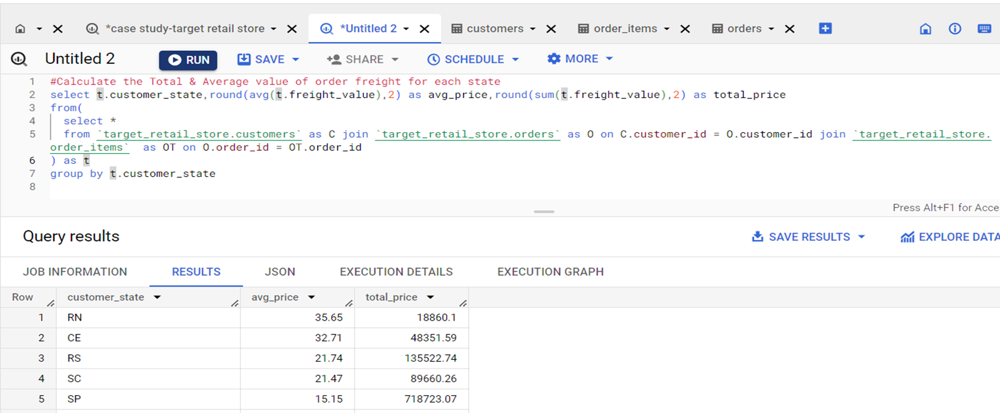 *case study-target retail store *Untitled 2 customers order_items orders
Untitled 2 RUN SAVE SHARE SCHEDULE MORE
1 #Calculate the Total & Average value of order freight for each state
2 select t.customer_state,round(avg(t.freight_value),2) as avg_price,round(sum(t.freight_value),2) as total_price
3 from(
4 select *
5 from `target_retail_store.customers` as C join `target_retail_store.orders` as O on C.customer_id = O.customer_id join `target_retail_store.
order_items`  as OT on O.order_id = OT.order_id
6 ) as t
7 group by t.customer_state
8
Press Alt+F1 for Acce
Query results SAVE RESULTS EXPLORE DATA
JOB INFORMATION RESULTS JSON EXECUTION DETAILS EXECUTION GRAPH
Row customer_state avg_price total_price
1 RN 35.65 18860.1
2 CE 32.71 48351.59
3 RS 21.74 135522.74
4 SC 21.47 89660.26
5 SP 15.15 718723.07